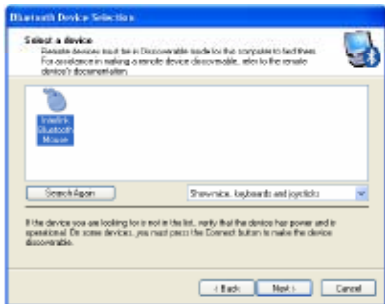 Bluetooth Device Selection
Select a device
Remote devices must be in Discoverable mode for this computer to find them.
For assistance in making a remote device discoverable, refer to the remote
device's documentation.
Interlink
Bluetooth
Mouse
Search Again
Show mice, keyboards and joysticks
If the device you are looking for is not in the list, verify that the device has power and is
operational. On some devices, you must press the Connect button to make the device
discoverable.
< Back
Next >
Cancel